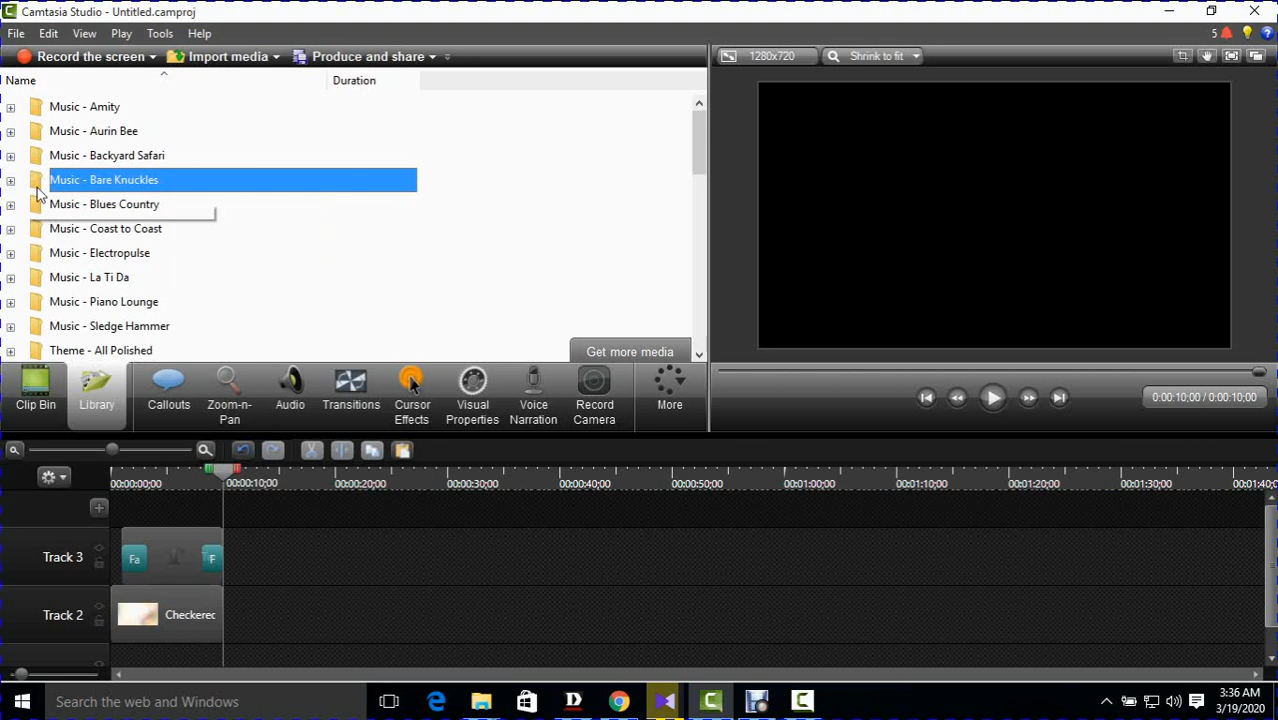 Camtasia Studio - Untitled.camproj
File Edit View Play Tools Help 5
Record the screen Import media Produce and share 1280x720 Shrink to fit
Name Duration
Music - Amity
Music - Aurin Bee
Music - Backyard Safari
Music - Bare Knuckles
Music - Blues Country
Music - Coast to Coast
Music - Electropulse
Music - La Ti Da
Music - Piano Lounge
Music - Sledge Hammer
Theme - All Polished
Get more media
Clip Bin Library Callouts Zoom-n-Pan Audio Transitions Cursor Effects Visual Properties Voice Narration Record Camera More
0:00:10;00 / 0:00:10;00
00:00:00;00 00:00:10;00 00:00:20;00 00:00:30;00 00:00:40;00 00:00:50;00 00:01:00;00 00:01:10;00 00:01:20;00 00:01:30;00 00:01:40;0
Track 3 Fa F
Track 2 Checkerec
Search the web and Windows
3:36 AM
3/19/2020